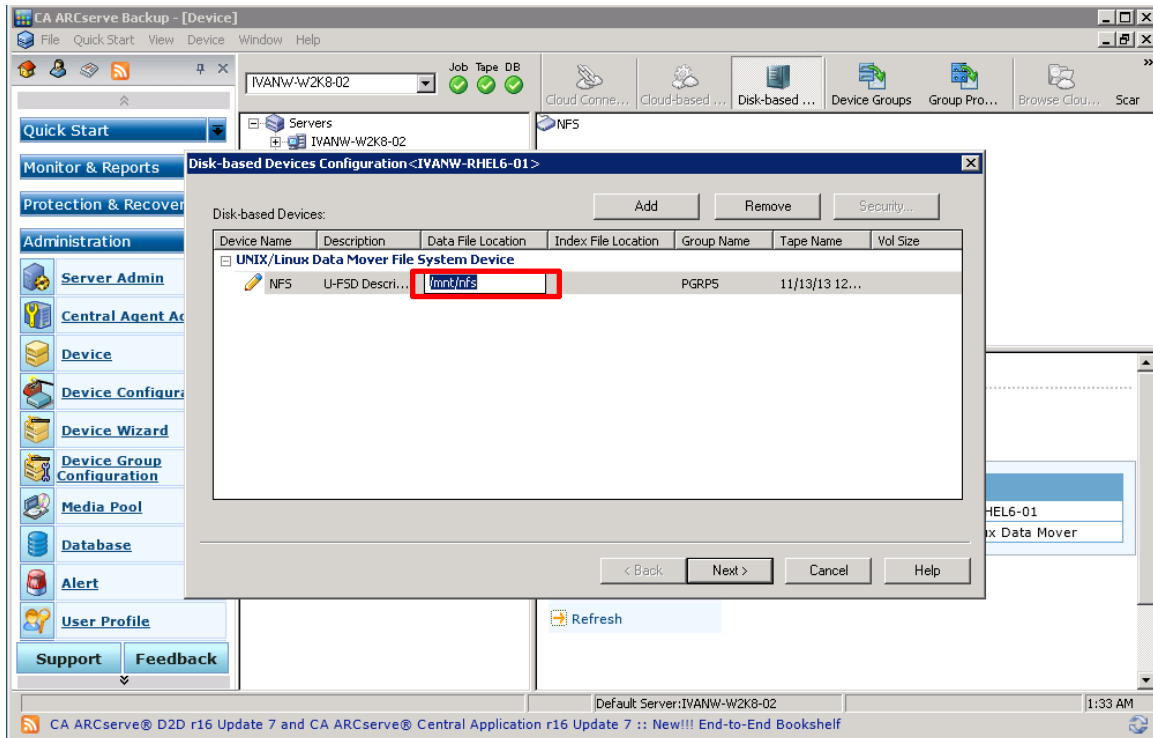 CA ARCserve Backup - [Device]
File Quick Start View Device Window Help
IVANW-W2K8-02
Job Tape DB
Cloud Conne... Cloud-based ... Disk-based ... Device Groups Group Pro... Browse Clou... Scar
Quick Start
Monitor & Reports
Protection & Recover
Administration
Server Admin
Central Agent Ad
Device
Device Configura
Device Wizard
Device Group
Configuration
Media Pool
Database
Alert
User Profile
Support Feedback
Servers
IVANW-W2K8-02
NFS
Disk-based Devices Configuration<IVANW-RHEL6-01>
Disk-based Devices:
Add Remove Security...
Device Name Description Data File Location Index File Location Group Name Tape Name Vol Size
UNIX/Linux Data Mover File System Device
NFS U-FSD Descri... /mnt/nfs PGRP5 11/13/13 12...
< Back Next > Cancel Help
HEL6-01
ix Data Mover
Refresh
Default Server:IVANW-W2K8-02 1:33 AM
CA ARCserve® D2D r16 Update 7 and CA ARCserve® Central Application r16 Update 7 :: New!!! End-to-End Bookshelf